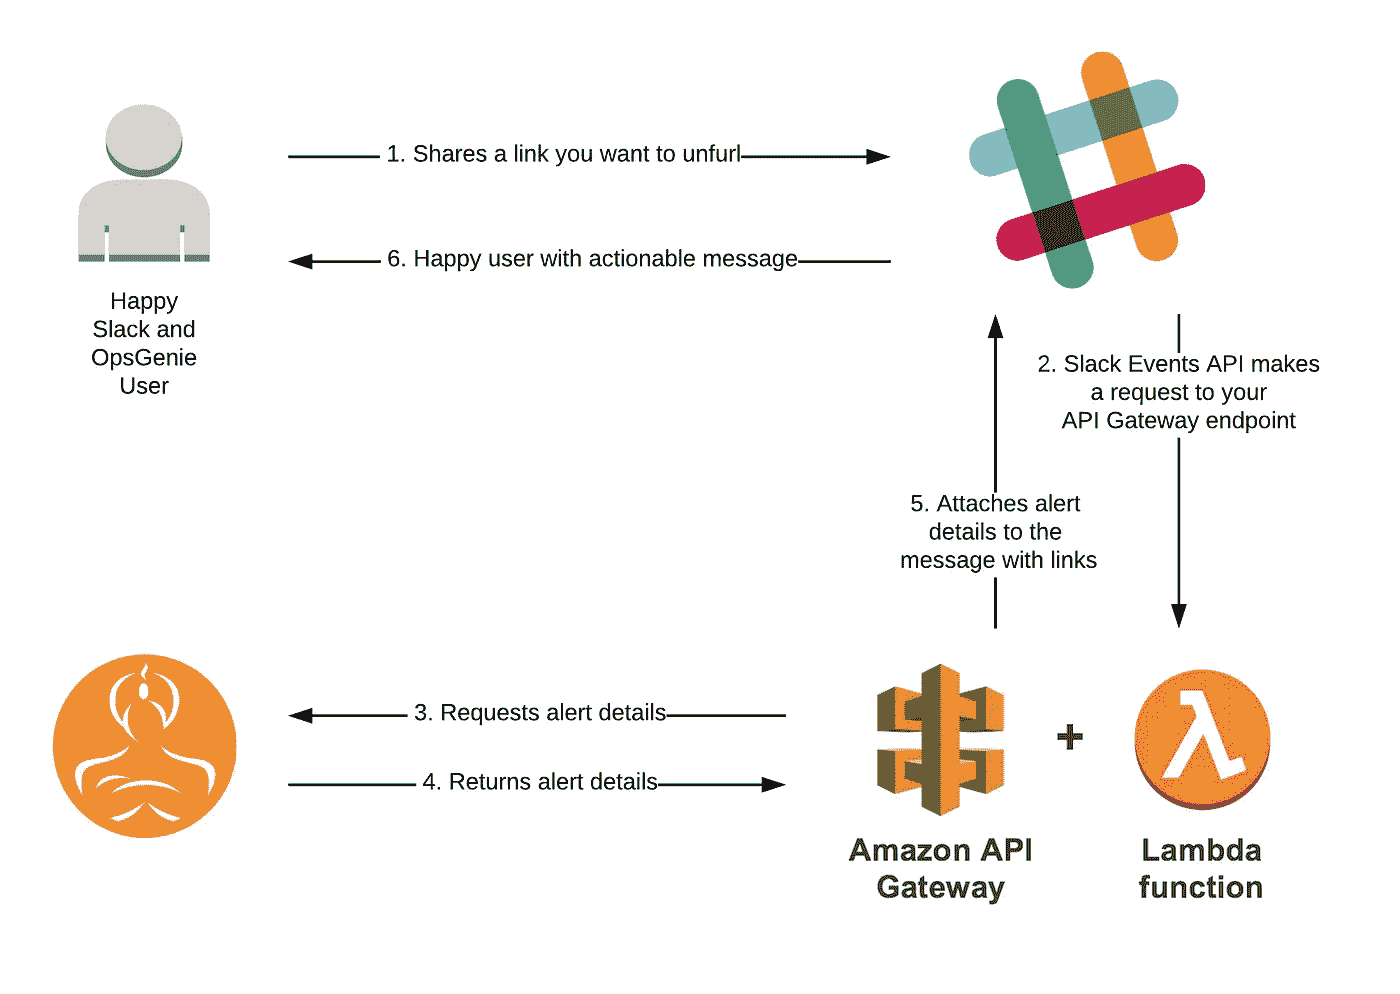 1. Shares a link you want to unfurl
6. Happy user with actionable message
Happy
Slack and
OpsGenie
User
2. Slack Events API makes
a request to your
API Gateway endpoint
5. Attaches alert
details to the
message with links
3. Requests alert details
4. Returns alert details
+
Amazon API
Gateway
Lambda
function